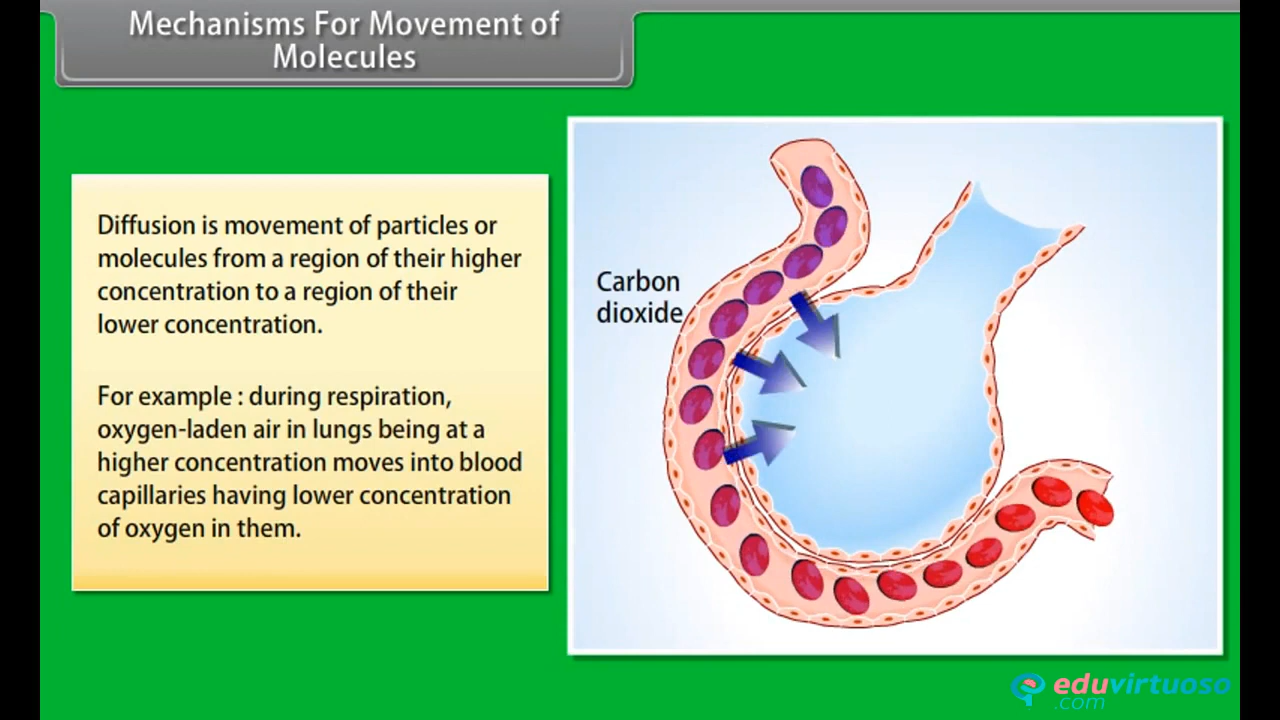 Mechanisms For Movement of
Molecules
Diffusion is movement of particles or
molecules from a region of their higher
concentration to a region of their
lower concentration.
For example : during respiration,
oxygen-laden air in lungs being at a
higher concentration moves into blood
capillaries having lower concentration
of oxygen in them.
Carbon
dioxide
eduvirtuoso
.com